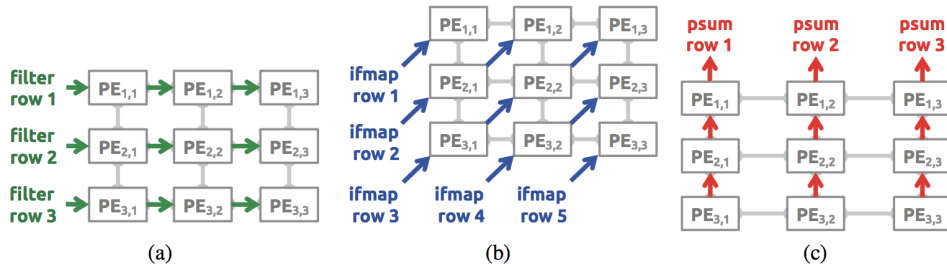 filter
row 1
PE1,1
PE1,2
PE1,3
filter
row 2
PE2,1
PE2,2
PE2,3
filter
row 3
PE3,1
PE3,2
PE3,3
(a)
PE1,1
PE1,2
PE1,3
ifmap
row 1
PE2,1
PE2,2
PE2,3
ifmap
row 2
PE3,1
PE3,2
PE3,3
ifmap
row 3
ifmap
row 4
ifmap
row 5
(b)
psum
row 1
psum
row 2
psum
row 3
PE1,1
PE1,2
PE1,3
PE2,1
PE2,2
PE2,3
PE3,1
PE3,2
PE3,3
(c)